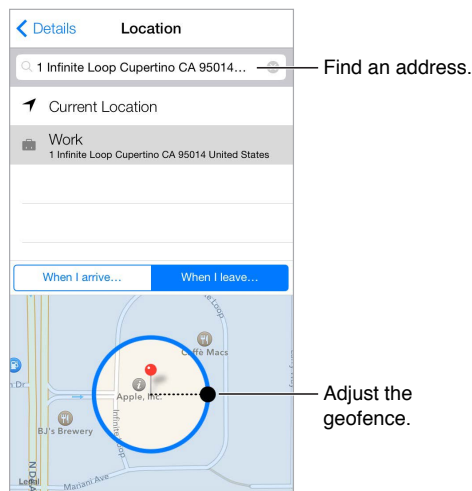 Details
Location
1 Infinite Loop Cupertino CA 95014…
Find an address.
Current Location
Work
1 Infinite Loop Cupertino CA 95014 United States
When I arrive…
When I leave…
Loop
Caffè Macs
n Dr
Apple, Inc.
Infinite Loop
BJ's Brewery
Adjust the
geofence.
N D
Legal
Mariani Ave